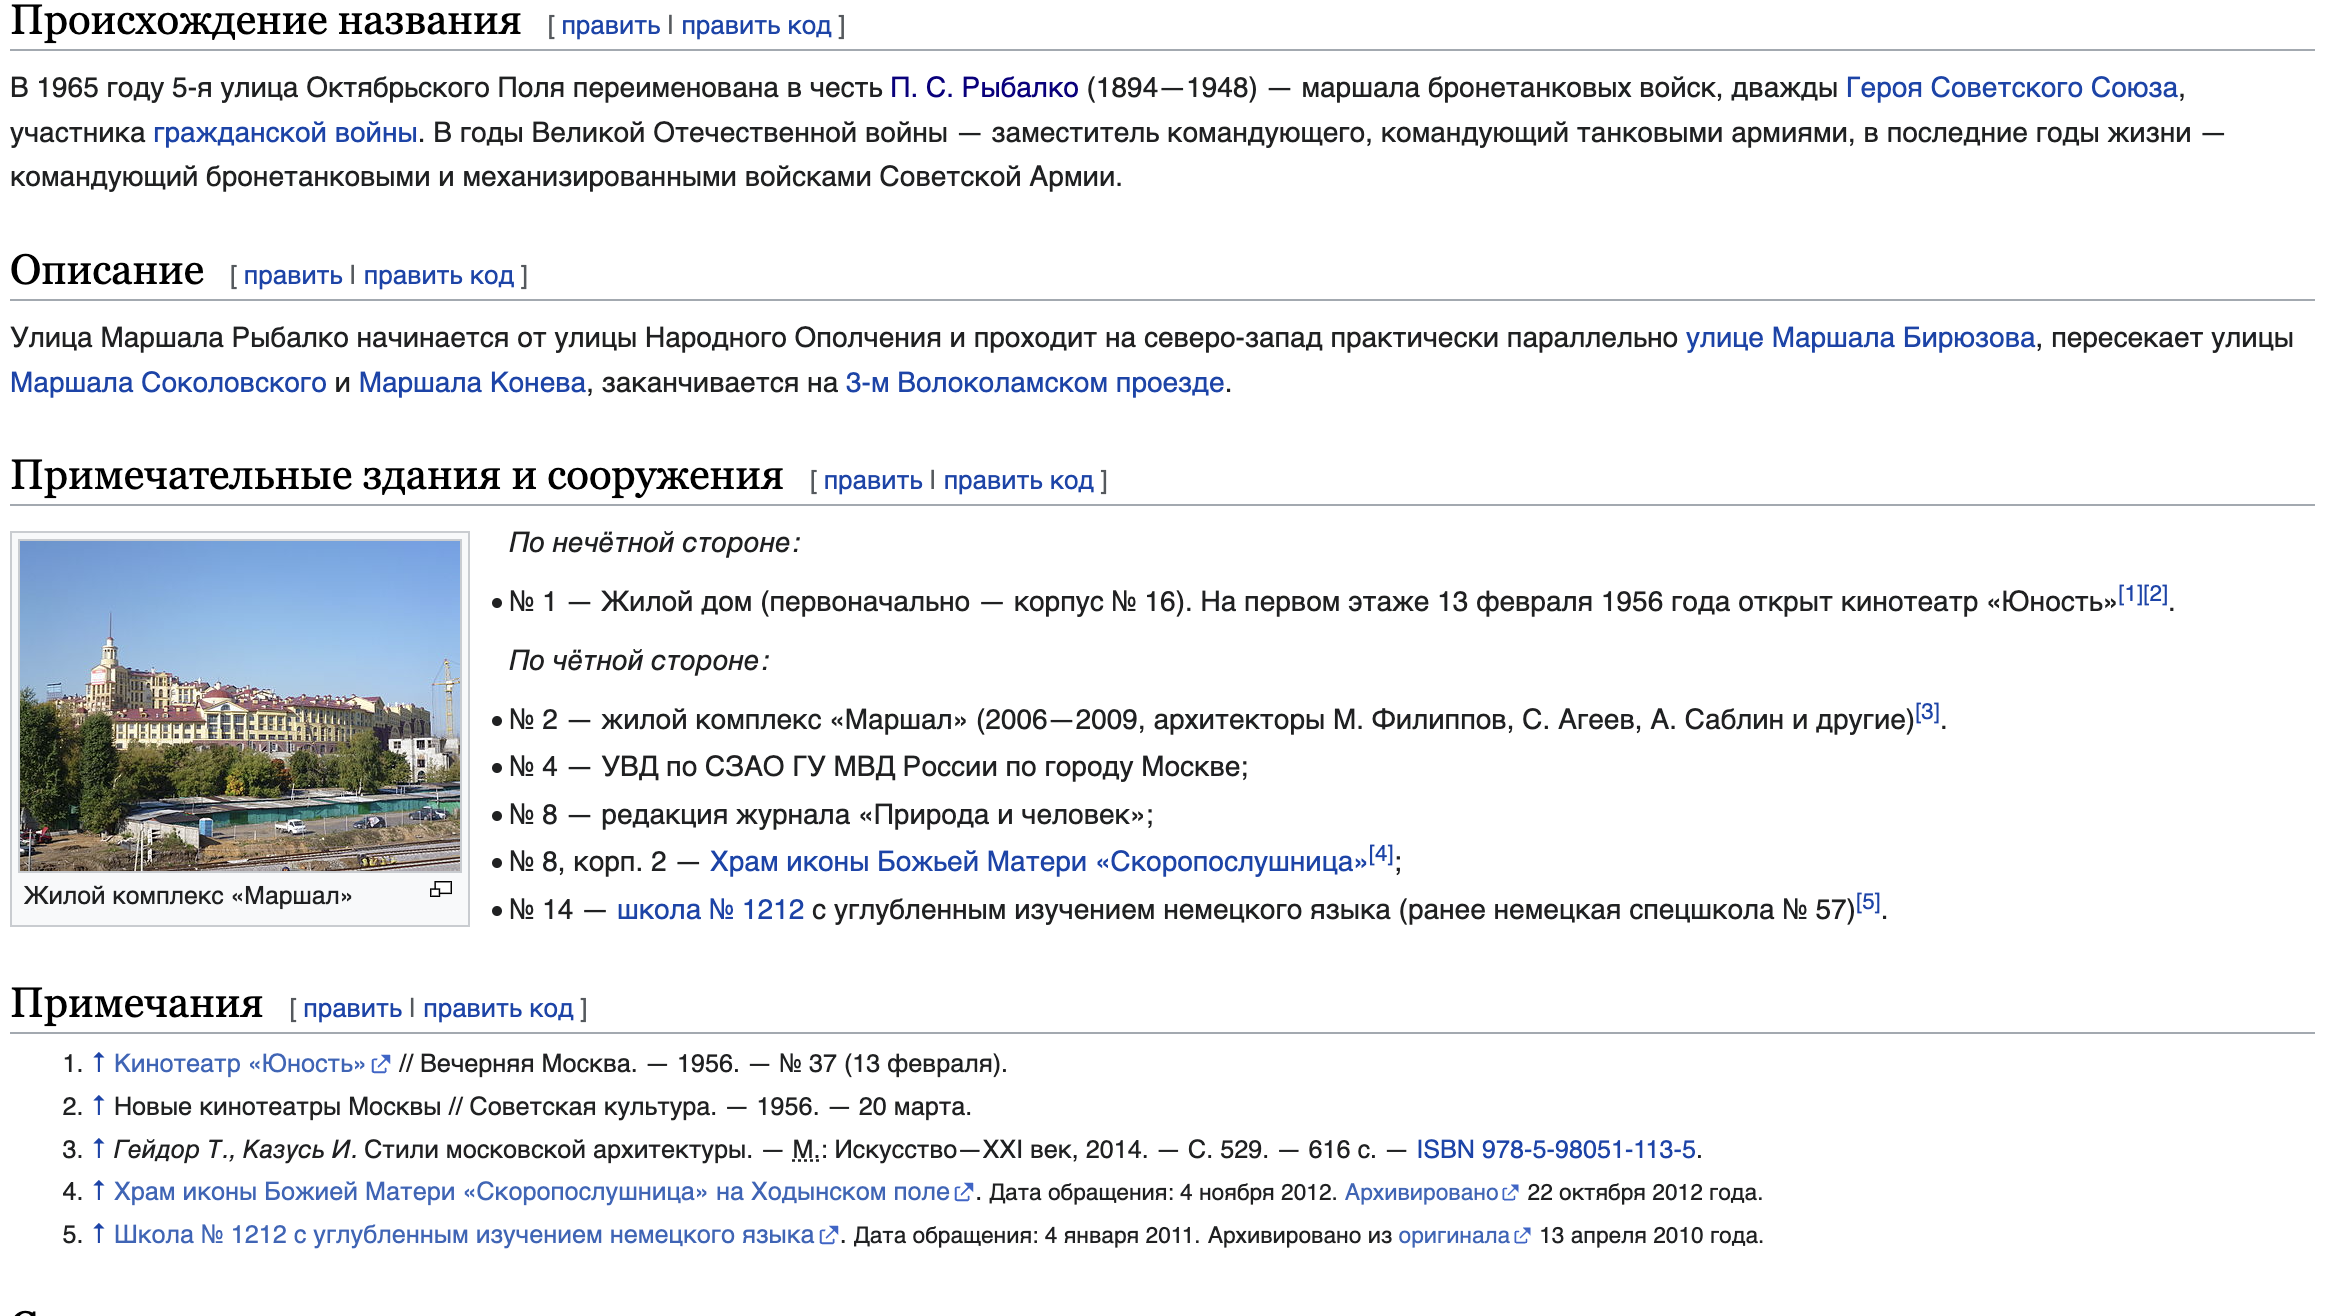 Происхождение названия [ править | править код ]
В 1965 году 5-я улица Октябрьского Поля переименована в честь П. С. Рыбалко (1894—1948) — маршала бронетанковых войск, дважды Героя Советского Союза,
участника гражданской войны. В годы Великой Отечественной войны — заместитель командующего, командующий танковыми армиями, в последние годы жизни —
командующий бронетанковыми и механизированными войсками Советской Армии.
Описание [ править | править код ]
Улица Маршала Рыбалко начинается от улицы Народного Ополчения и проходит на северо-запад практически параллельно улице Маршала Бирюзова, пересекает улицы
Маршала Соколовского и Маршала Конева, заканчивается на 3-м Волоколамском проезде.
Примечательные здания и сооружения [ править | править код ]
По нечётной стороне:
• № 1 — Жилой дом (первоначально — корпус № 16). На первом этаже 13 февраля 1956 года открыт кинотеатр «Юность»[1][2].
По чётной стороне:
• № 2 — жилой комплекс «Маршал» (2006—2009, архитекторы М. Филиппов, С. Агеев, А. Саблин и другие)[3].
• № 4 — УВД по СЗАО ГУ МВД России по городу Москве;
• № 8 — редакция журнала «Природа и человек»;
• № 8, корп. 2 — Храм иконы Божьей Матери «Скоропослушница»[4];
• № 14 — школа № 1212 с углубленным изучением немецкого языка (ранее немецкая спецшкола № 57)[5].
Жилой комплекс «Маршал»
Примечания [ править | править код ]
1. ↑ Кинотеатр «Юность» // Вечерняя Москва. — 1956. — № 37 (13 февраля).
2. ↑ Новые кинотеатры Москвы // Советская культура. — 1956. — 20 марта.
3. ↑ Гейдор Т., Казусь И. Стили московской архитектуры. — М.: Искусство—XXI век, 2014. — С. 529. — 616 с. — ISBN 978-5-98051-113-5.
4. ↑ Храм иконы Божией Матери «Скоропослушница» на Ходынском поле. Дата обращения: 4 ноября 2012. Архивировано 22 октября 2012 года.
5. ↑ Школа № 1212 с углубленным изучением немецкого языка. Дата обращения: 4 января 2011. Архивировано из оригинала 13 апреля 2010 года.